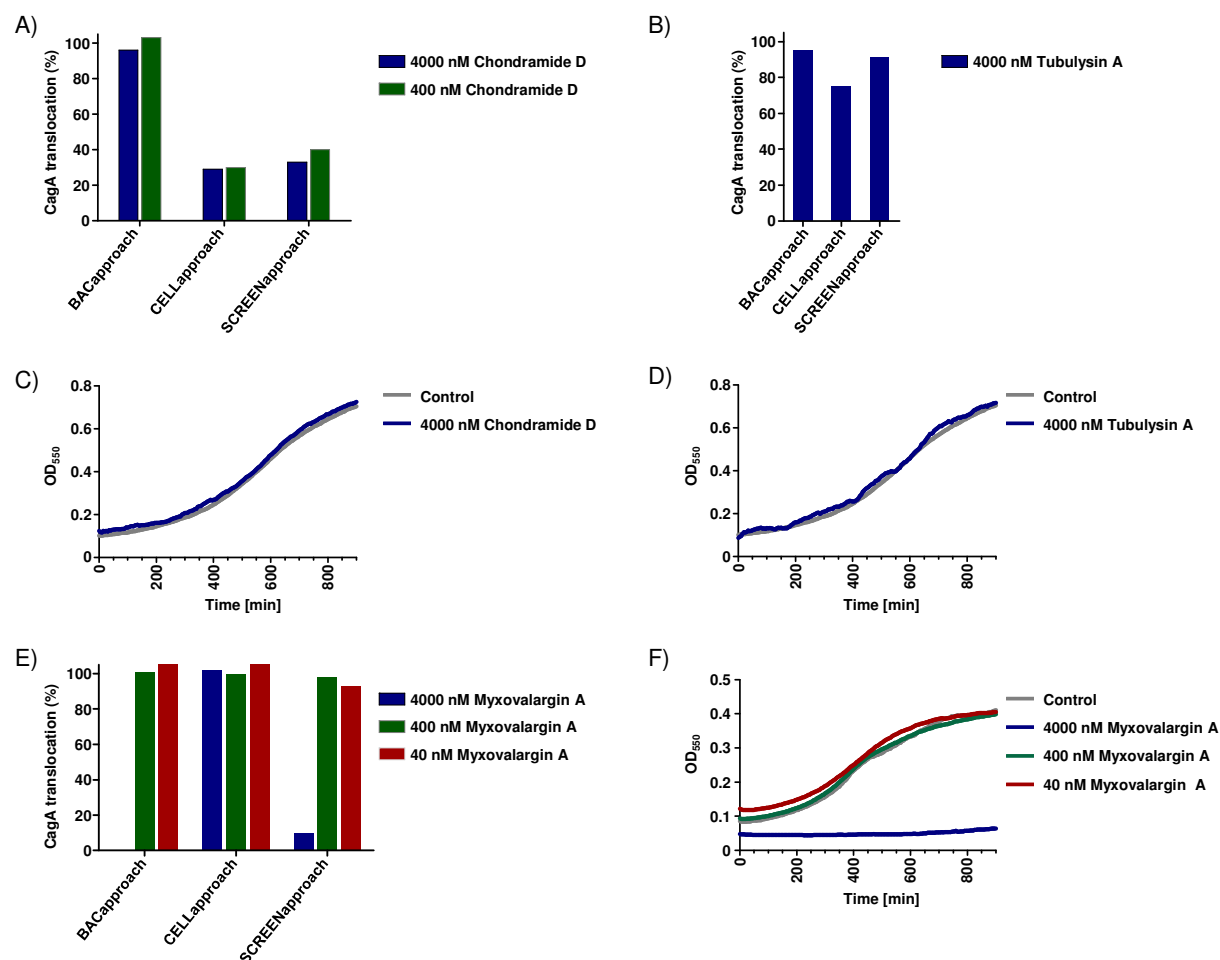 A)
CagA translocation (%)
100
80
60
40
20
0
BACapproach
CELLapproach
SCREENapproach
4000 nM Chondramide D
400 nM Chondramide D
B)
CagA translocation (%)
100
80
60
40
20
0
BACapproach
CELLapproach
SCREENapproach
4000 nM Tubulysin A
C)
OD550
0.8
0.6
0.4
0.2
0
0
200
400
600
800
Time [min]
Control
4000 nM Chondramide D
D)
OD550
0.8
0.6
0.4
0.2
0
0
200
400
600
800
Time [min]
Control
4000 nM Tubulysin A
E)
CagA translocation (%)
100
80
60
40
20
0
BACapproach
CELLapproach
SCREENapproach
4000 nM Myxovalargin A
400 nM Myxovalargin A
40 nM Myxovalargin A
F)
OD550
0.5
0.4
0.3
0.2
0.1
0
0
200
400
600
800
Time [min]
Control
4000 nM Myxovalargin A
400 nM Myxovalargin A
40 nM Myxovalargin A